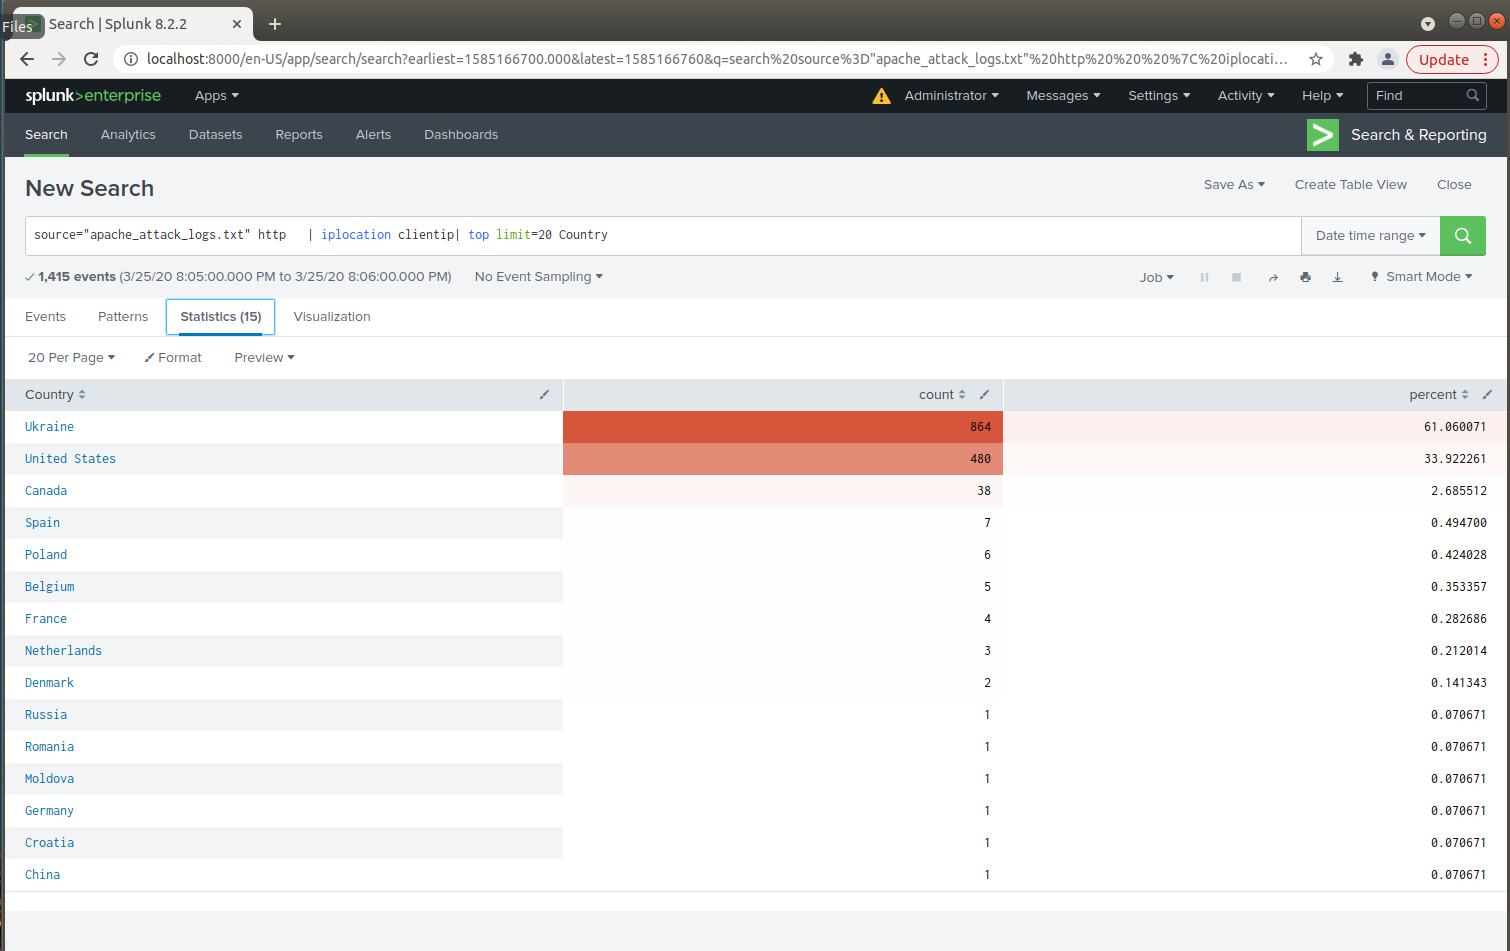 Files
Search | Splunk 8.2.2
localhost:8000/en-US/app/search/search?earliest=1585166700.000&latest=1585166760&q=search%20source%3D"apache_attack_logs.txt"%20http%20%20%20%7C%20iplocati...
Update
splunk>enterprise Apps Administrator Messages Settings Activity Help Find
Search Analytics Datasets Reports Alerts Dashboards Search & Reporting
New Search Save As Create Table View Close
source="apache_attack_logs.txt" http   | iplocation clientip| top limit=20 Country Date time range
1,415 events (3/25/20 8:05:00.000 PM to 3/25/20 8:06:00.000 PM) No Event Sampling Job Smart Mode
Events Patterns Statistics (15) Visualization
20 Per Page Format Preview
Country count percent
Ukraine 864 61.060071
United States 480 33.922261
Canada 38 2.685512
Spain 7 0.494700
Poland 6 0.424028
Belgium 5 0.353357
France 4 0.282686
Netherlands 3 0.212014
Denmark 2 0.141343
Russia 1 0.070671
Romania 1 0.070671
Moldova 1 0.070671
Germany 1 0.070671
Croatia 1 0.070671
China 1 0.070671